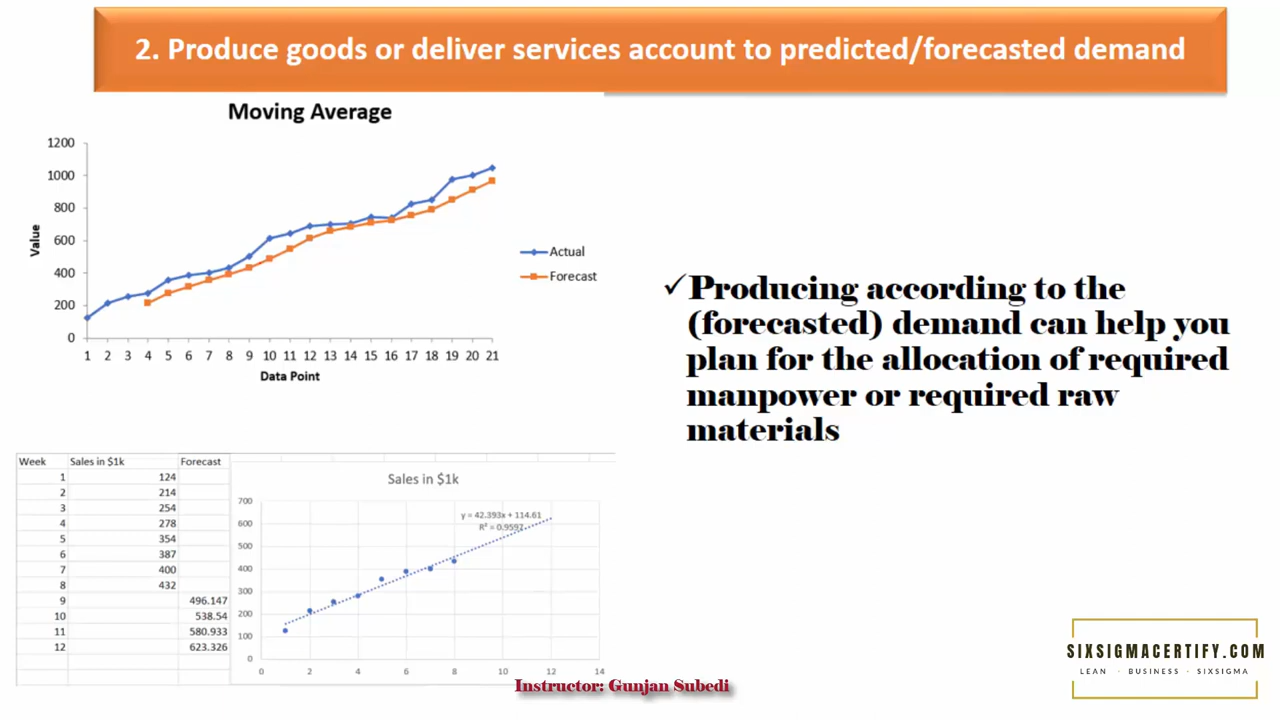 2. Produce goods or deliver services account to predicted/forecasted demand
Moving Average
1200
1000
800
600
400
200
0
Value
1 2 3 4 5 6 7 8 9 10 11 12 13 14 15 16 17 18 19 20 21
Data Point
Actual
Forecast
✓Producing according to the
(forecasted) demand can help you
plan for the allocation of required
manpower or required raw
materials
Week Sales in $1k Forecast
1 124
2 214
3 254
4 278
5 354
6 387
7 400
8 432
9 496.147
10 538.54
11 580.933
12 623.326
Sales in $1k
700
600
500
400
300
200
100
0
y = 42.393x + 114.61
R² = 0.9597
0 2 4 6 8 10 12 14
Instructor: Gunjan Subedi
SIXSIGMACERTIFY.COM
LEAN · BUSINESS · SIXSIGMA